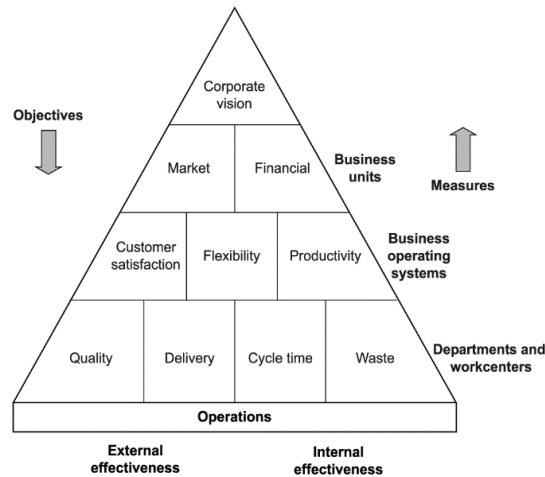 Corporate
vision
Objectives
Market
Financial
Business
units
Measures
Customer
satisfaction
Flexibility
Productivity
Business
operating
systems
Quality
Delivery
Cycle time
Waste
Departments and
workcenters
Operations
External
effectiveness
Internal
effectiveness